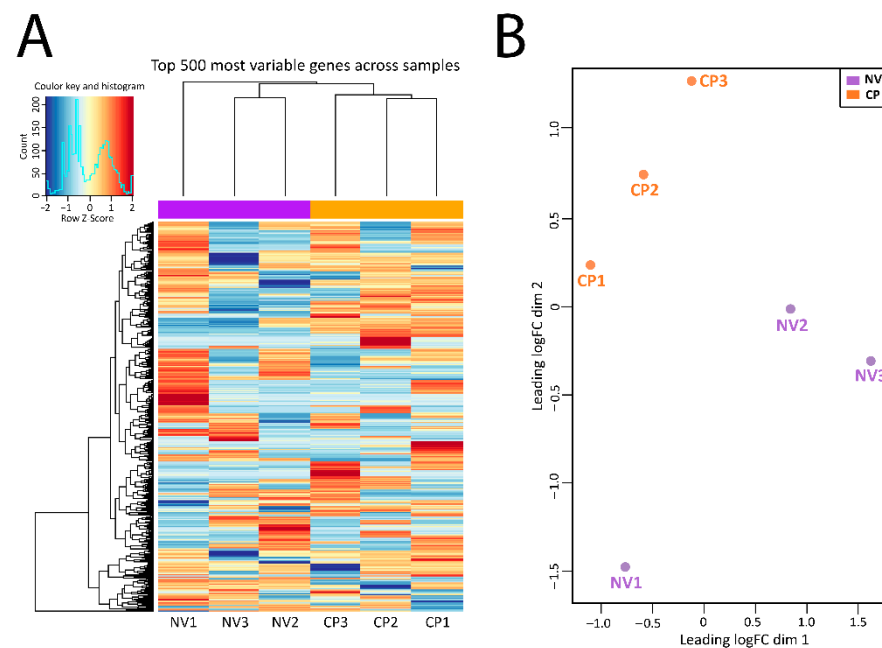 A
Top 500 most variable genes across samples
Coulor key and histogram
Count
0
50
100
150
200
−2
−1
0
1
2
Row Z Score
NV1
NV3
NV2
CP3
CP2
CP1
B
NV
CP
CP3
CP2
CP1
NV2
NV3
NV1
Leading logFC dim 2
1.0
0.5
0
−0.5
−1.0
−1.5
−1.0
−0.5
0
0.5
1.0
1.5
Leading logFC dim 1